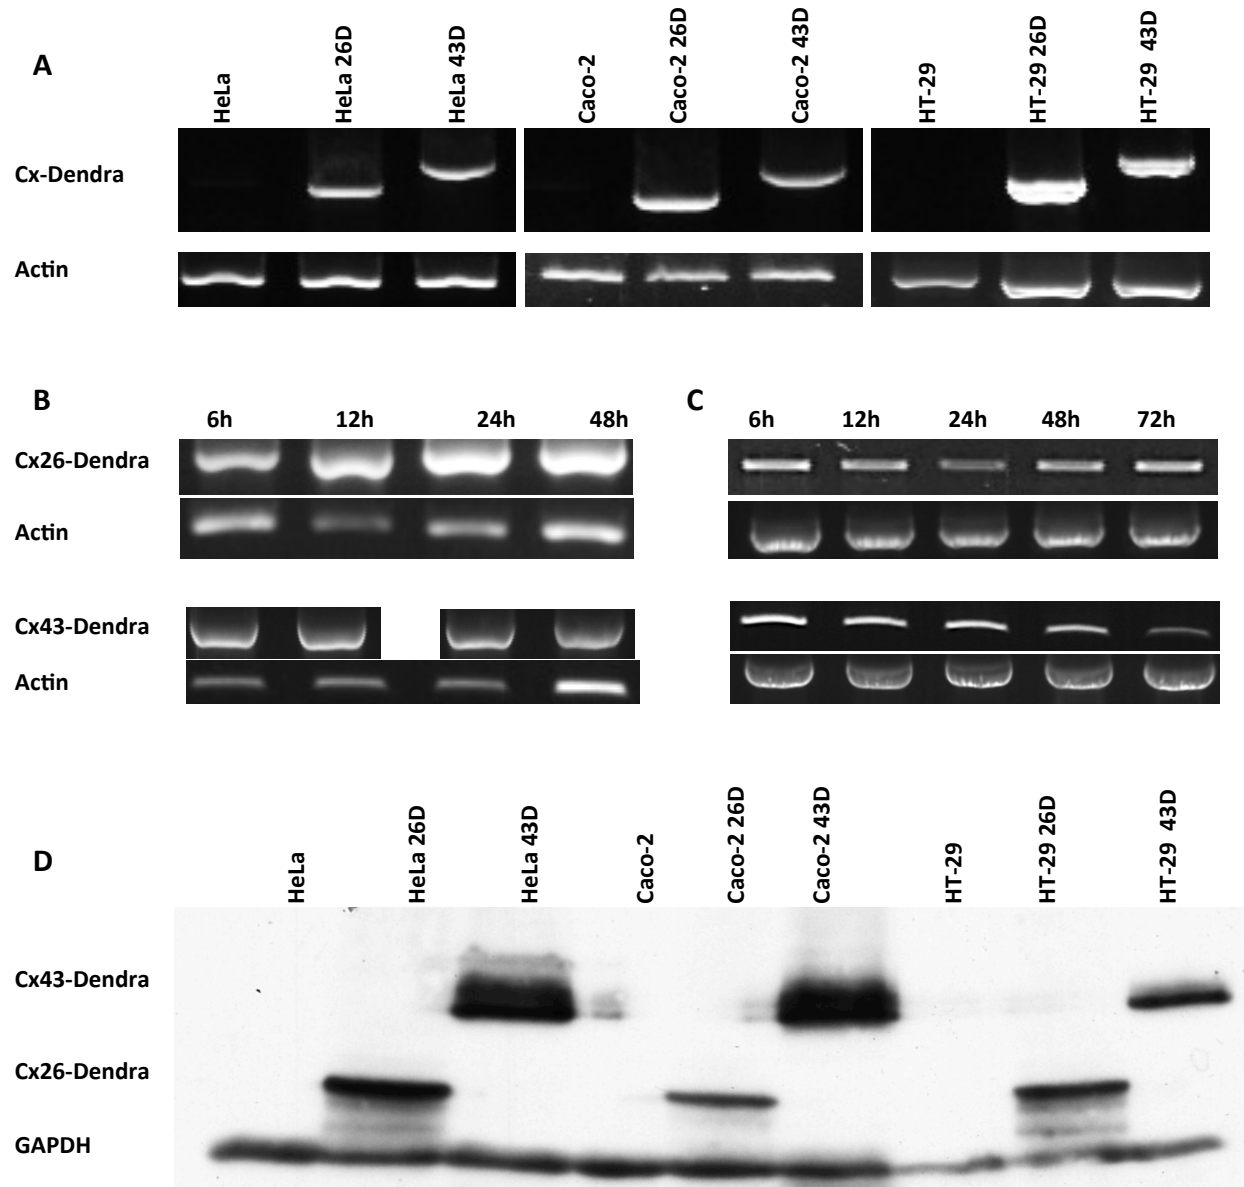 A
HeLa
HeLa 26D
HeLa 43D
Caco-2
Caco-2 26D
Caco-2 43D
HT-29
HT-29 26D
HT-29 43D
Cx-Dendra
Actin
B
6h 12h 24h 48h
C
6h 12h 24h 48h 72h
Cx26-Dendra
Actin
Cx43-Dendra
Actin
D
HeLa
HeLa 26D
HeLa 43D
Caco-2
Caco-2 26D
Caco-2 43D
HT-29
HT-29 26D
HT-29 43D
Cx43-Dendra
Cx26-Dendra
GAPDH